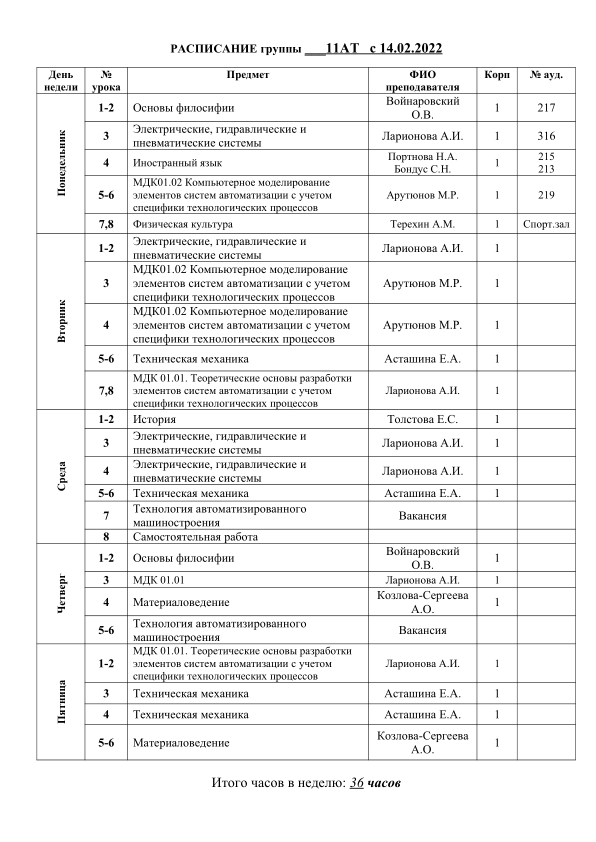 РАСПИСАНИЕ группы ___11АТ с 14.02.2022
День недели № урока Предмет ФИО преподавателя Корп № ауд.
Понедельник
1-2 Основы философии Войнаровский О.В. 1 217
3 Электрические, гидравлические и пневматические системы Ларионова А.И. 1 316
4 Иностранный язык Портнова Н.А. Бондус С.Н. 1 215 213
5-6 МДК01.02 Компьютерное моделирование элементов систем автоматизации с учетом специфики технологических процессов Арутюнов М.Р. 1 219
7,8 Физическая культура Терехин А.М. 1 Спорт.зал
Вторник
1-2 Электрические, гидравлические и пневматические системы Ларионова А.И. 1
3 МДК01.02 Компьютерное моделирование элементов систем автоматизации с учетом специфики технологических процессов Арутюнов М.Р. 1
4 МДК01.02 Компьютерное моделирование элементов систем автоматизации с учетом специфики технологических процессов Арутюнов М.Р. 1
5-6 Техническая механика Асташина Е.А. 1
7,8 МДК 01.01. Теоретические основы разработки элементов систем автоматизации с учетом специфики технологических процессов Ларионова А.И. 1
Среда
1-2 История Толстова Е.С. 1
3 Электрические, гидравлические и пневматические системы Ларионова А.И. 1
4 Электрические, гидравлические и пневматические системы Ларионова А.И. 1
5-6 Техническая механика Асташина Е.А. 1
7 Технология автоматизированного машиностроения Вакансия
8 Самостоятельная работа
Четверг
1-2 Основы философии Войнаровский О.В. 1
3 МДК 01.01 Ларионова А.И. 1
4 Материаловедение Козлова-Сергеева А.О. 1
5-6 Технология автоматизированного машиностроения Вакансия
Пятница
1-2 МДК 01.01. Теоретические основы разработки элементов систем автоматизации с учетом специфики технологических процессов Ларионова А.И. 1
3 Техническая механика Асташина Е.А. 1
4 Техническая механика Асташина Е.А. 1
5-6 Материаловедение Козлова-Сергеева А.О. 1
Итого часов в неделю: 36 часов